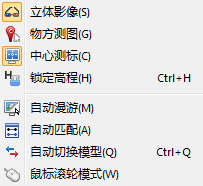 立体影像(S)
物方测图(G)
中心测标(C)
锁定高程(H) Ctrl+H
自动漫游(M)
自动匹配(A)
自动切换模型(Q) Ctrl+Q
鼠标滚轮模式(W)